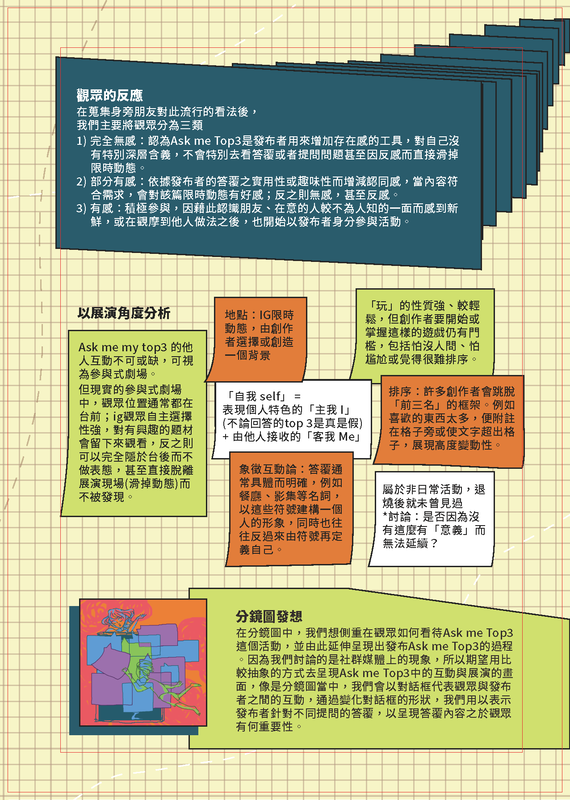 觀眾的反應
在蒐集身旁朋友對此流行的看法後，
我們主要將觀眾分為三類
1) 完全無感：認為Ask me Top3是發布者用來增加存在感的工具，對自己沒
有特別深層含義，不會特別去看答覆或者提問問題甚至因反感而直接滑掉
限時動態。
2) 部分有感：依據發布者的答覆之實用性或趣味性而增減認同感，當內容符
合需求，會對該篇限時動態有好感；反之則無感，甚至反感。
3) 有感：積極參與，因藉此認識朋友、在意的人較不為人知的一面而感到新
鮮，或在觀摩到他人做法之後，也開始以發布者身分參與活動。
以展演角度分析
Ask me my top3 的他
人互動不可或缺，可視
為參與式劇場。
但現實的參與式劇場
中，觀眾位置通常都在
台前；ig觀眾自主選擇
性強，對有興趣的題材
會留下來觀看，反之則
可以完全隱於台後而不
做表態，甚至直接脫離
展演現場(滑掉動態)而
不被發現。
地點：IG限時
動態，由創作
者選擇或創造
一個背景
「玩」的性質強、較輕
鬆，但創作者要開始或
掌握這樣的遊戲仍有門
檻，包括怕沒人問、怕
尷尬或覺得很難排序。
「自我 self」 =
表現個人特色的「主我 I」
(不論回答的top 3是真是假)
+ 由他人接收的「客我 Me」
排序：許多創作者會跳脫
「前三名」的框架。例如
喜歡的東西太多，便附註
在格子旁或使文字超出格
子，展現高度變動性。
象徵互動論：答覆通
常具體而明確，例如
餐廳、影集等名詞，
以這些符號建構一個
人的形象，同時也往
往反過來由符號再定
義自己。
屬於非日常活動，退
燒後就未曾見過
*討論：是否因為沒
有這麼有「意義」而
無法延續？
分鏡圖發想
在分鏡圖中，我們想側重在觀眾如何看待Ask me Top3
這個活動，並由此延伸呈現出發布Ask me Top3的過程
。因為我們討論的是社群媒體上的現象，所以期望用比
較抽象的方式去呈現Ask me Top3中的互動與展演的畫
面，像是分鏡圖當中，我們會以對話框代表觀眾與發布
者之間的互動，通過變化對話框的形狀，我們用以表示
發布者針對不同提問的答覆，以呈現答覆內容之於觀眾
有何重要性。